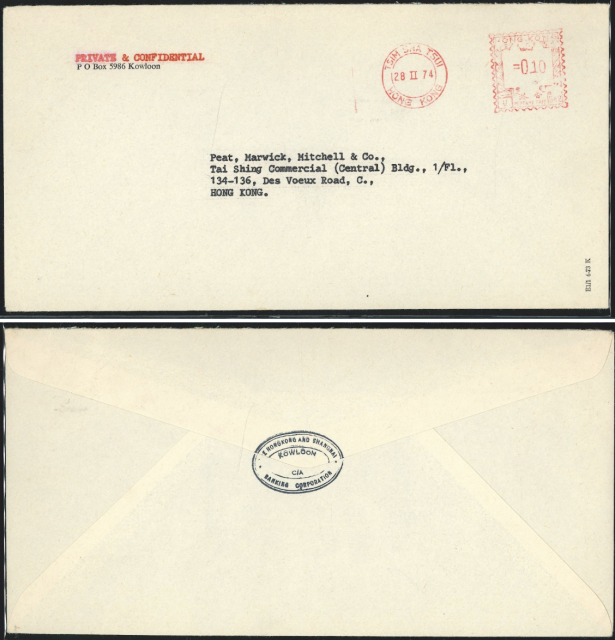 PRIVATE & CONFIDENTIAL
P O Box 5986 Kowloon
TSIM SHA TSUI
28 II 74
HONG KONG
HONG KONG
=0.10
Peat, Marwick, Mitchell & Co.,
Tai Shing Commercial (Central) Bldg., 1/Fl.,
134-136, Des Voeux Road, C.,
HONG KONG.
E HONGKONG AND SHANGHAI
KOWLOON
C/A
BANKING CORPORATION